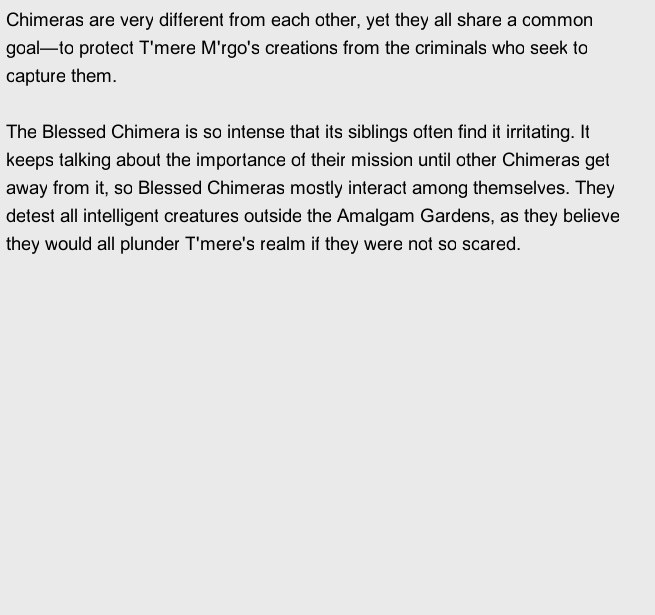 Chimeras are very different from each other, yet they all share a common
goal—to protect T'mere M'rgo's creations from the criminals who seek to
capture them.
The Blessed Chimera is so intense that its siblings often find it irritating. It
keeps talking about the importance of their mission until other Chimeras get
away from it, so Blessed Chimeras mostly interact among themselves. They
detest all intelligent creatures outside the Amalgam Gardens, as they believe
they would all plunder T'mere's realm if they were not so scared.